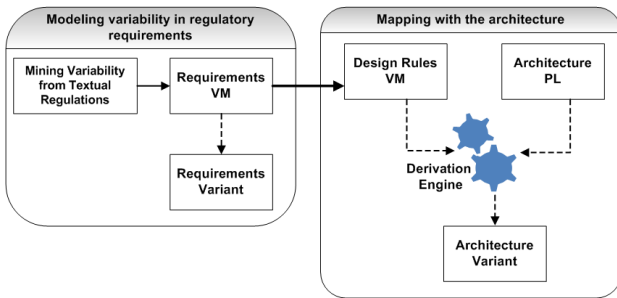 Modeling variability in regulatory
requirements
Mining Variability
from Textual
Regulations
Requirements
VM
Requirements
Variant
Mapping with the architecture
Design Rules
VM
Architecture
PL
Derivation
Engine
Architecture
Variant